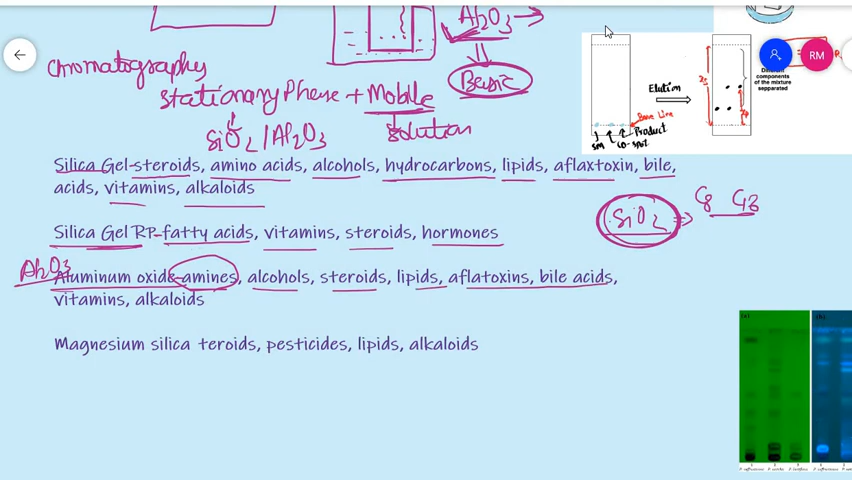 Al2O3
Chromatography
Stationary Phase + Mobile
Basic
SiO2/Al2O3
Solution
Silica Gel-steroids, amino acids, alcohols, hydrocarbons, lipids, aflaxtoxin, bile,
acids, vitamins, alkaloids
Silica Gel RP-fatty acids, vitamins, steroids, hormones
SiO2
C8 C18
Al2O3
Aluminum oxide-amines, alcohols, steroids, lipids, aflatoxins, bile acids,
vitamins, alkaloids
Magnesium silica teroids, pesticides, lipids, alkaloids
Elution
Base Line
Product
SM
CO-spot
RM
components
of the mixture
sepparated
(a)
(b)